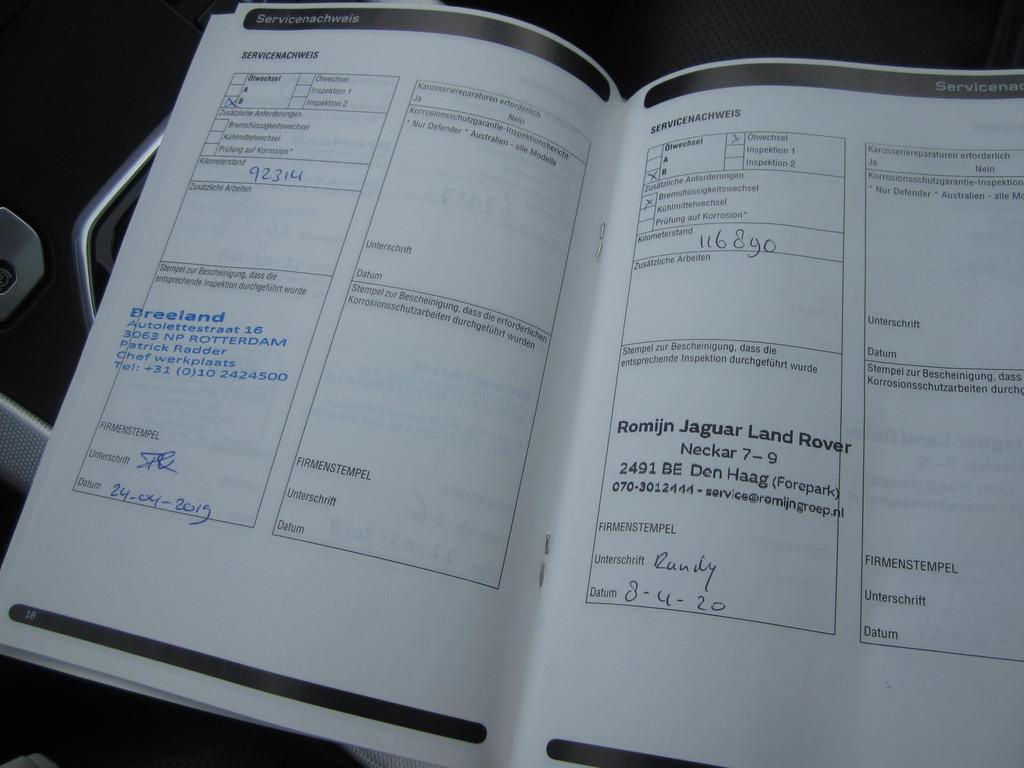 Servicenachweis
SERVICENACHWEIS
Ölwechsel
Ölwechsel
A
Inspektion 1
B
Inspektion 2
Zusätzliche Anforderungen
Bremsflüssigkeitswechsel
Kühlmittelwechsel
Prüfung auf Korrosion*
Kilometerstand
92314
Zusätzliche Arbeiten
Stempel zur Bescheinigung, dass die
entsprechende Inspektion durchgeführt wurde
Breeland
Autolettestraat 16
3063 NP ROTTERDAM
Patrick Radder
Chef werkplaats
Tel: +31 (0)10 2424500
FIRMENSTEMPEL
Unterschrift
Datum 24-04-2019
Karosseriereparaturen erforderlich
Ja Nein
Korrosionsschutzgarantie-Inspektionsbericht
* Nur Defender * Australien - alle Modelle
Unterschrift
Datum
Stempel zur Bescheinigung, dass die erforderlichen
Korrosionsschutzarbeiten durchgeführt wurden
FIRMENSTEMPEL
Unterschrift
Datum
18
Servicenac
SERVICENACHWEIS
Ölwechsel
Ölwechsel
A
Inspektion 1
B
Inspektion 2
Zusätzliche Anforderungen
Bremsflüssigkeitswechsel
Kühlmittelwechsel
Prüfung auf Korrosion*
Kilometerstand 116890
Zusätzliche Arbeiten
Stempel zur Bescheinigung, dass die
entsprechende Inspektion durchgeführt wurde
Romijn Jaguar Land Rover
Neckar 7-9
2491 BE Den Haag (Forepark)
070-3012444 - service@romijngroep.nl
FIRMENSTEMPEL
Unterschrift Randy
Datum 8-4-20
Karosseriereparaturen erforderlich
Ja Nein
Korrosionsschutzgarantie-Inspektion
* Nur Defender * Australien - alle Mo
Unterschrift
Datum
Stempel zur Bescheinigung, dass
Korrosionsschutzarbeiten durchg
FIRMENSTEMPEL
Unterschrift
Datum